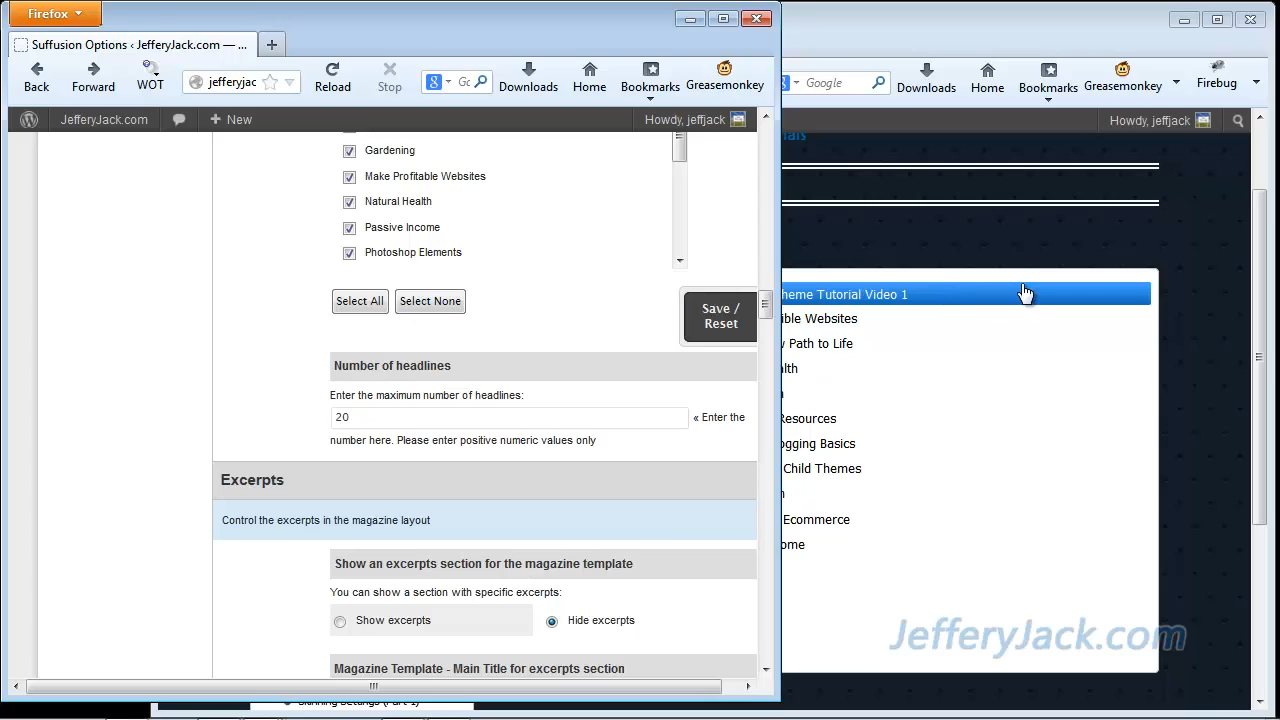 Firefox
Suffusion Options ‹ JefferyJack.com — ...
Back
Forward
WOT
jefferyjac
Reload
Stop
Downloads
Home
Bookmarks
Greasemonkey
Google
Downloads
Home
Bookmarks
Greasemonkey
Firebug
JefferyJack.com
New
Howdy, jeffjack
Howdy, jeffjack
Gardening
Make Profitable Websites
Natural Health
Passive Income
Photoshop Elements
Select All
Select None
Save /
Reset
Number of headlines
Enter the maximum number of headlines:
20
« Enter the
number here. Please enter positive numeric values only
Excerpts
Control the excerpts in the magazine layout
Show an excerpts section for the magazine template
You can show a section with specific excerpts:
Show excerpts
Hide excerpts
Magazine Template - Main Title for excerpts section
heme Tutorial Video 1
ible Websites
Path to Life
lth
Resources
gging Basics
Child Themes
Ecommerce
ome
JefferyJack.com